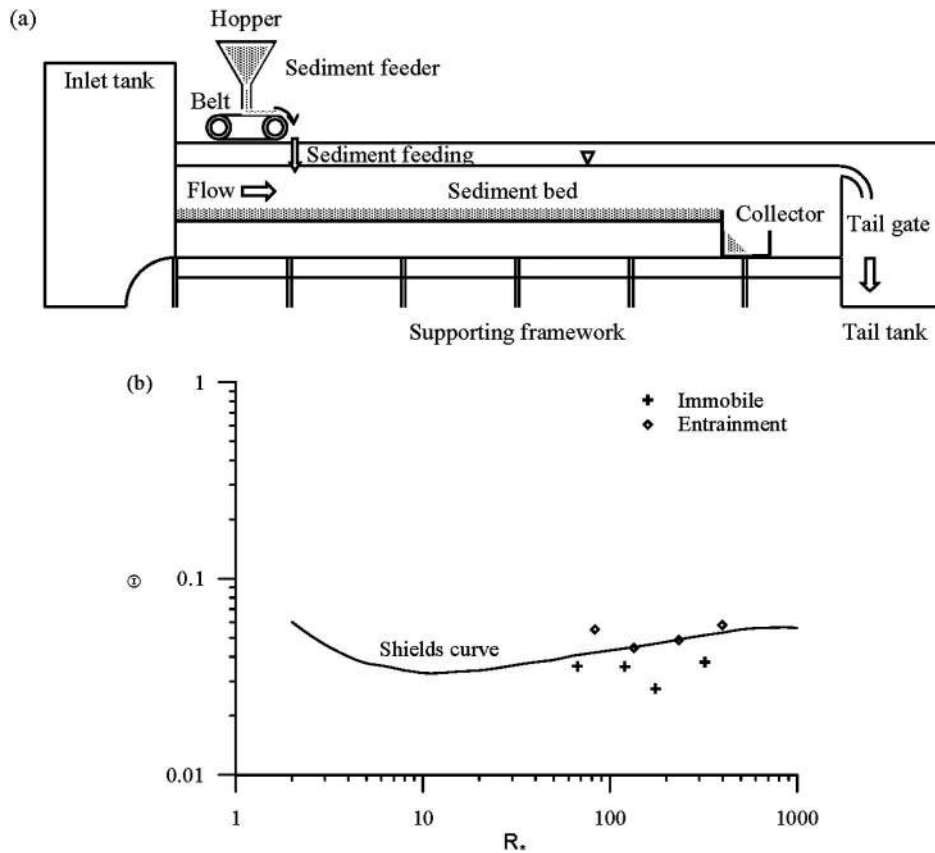 (a)
Hopper
Inlet tank
Sediment feeder
Belt
Sediment feeding
Flow
Sediment bed
Collector
Tail gate
Supporting framework
Tail tank
(b)
1
Immobile
Entrainment
Θ
0.1
Shields curve
0.01
1
10
100
1000
R*